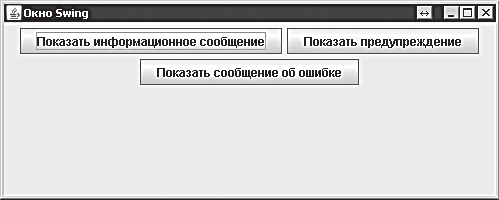 Окно Swing
Показать информационное сообщение
Показать предупреждение
Показать сообщение об ошибке